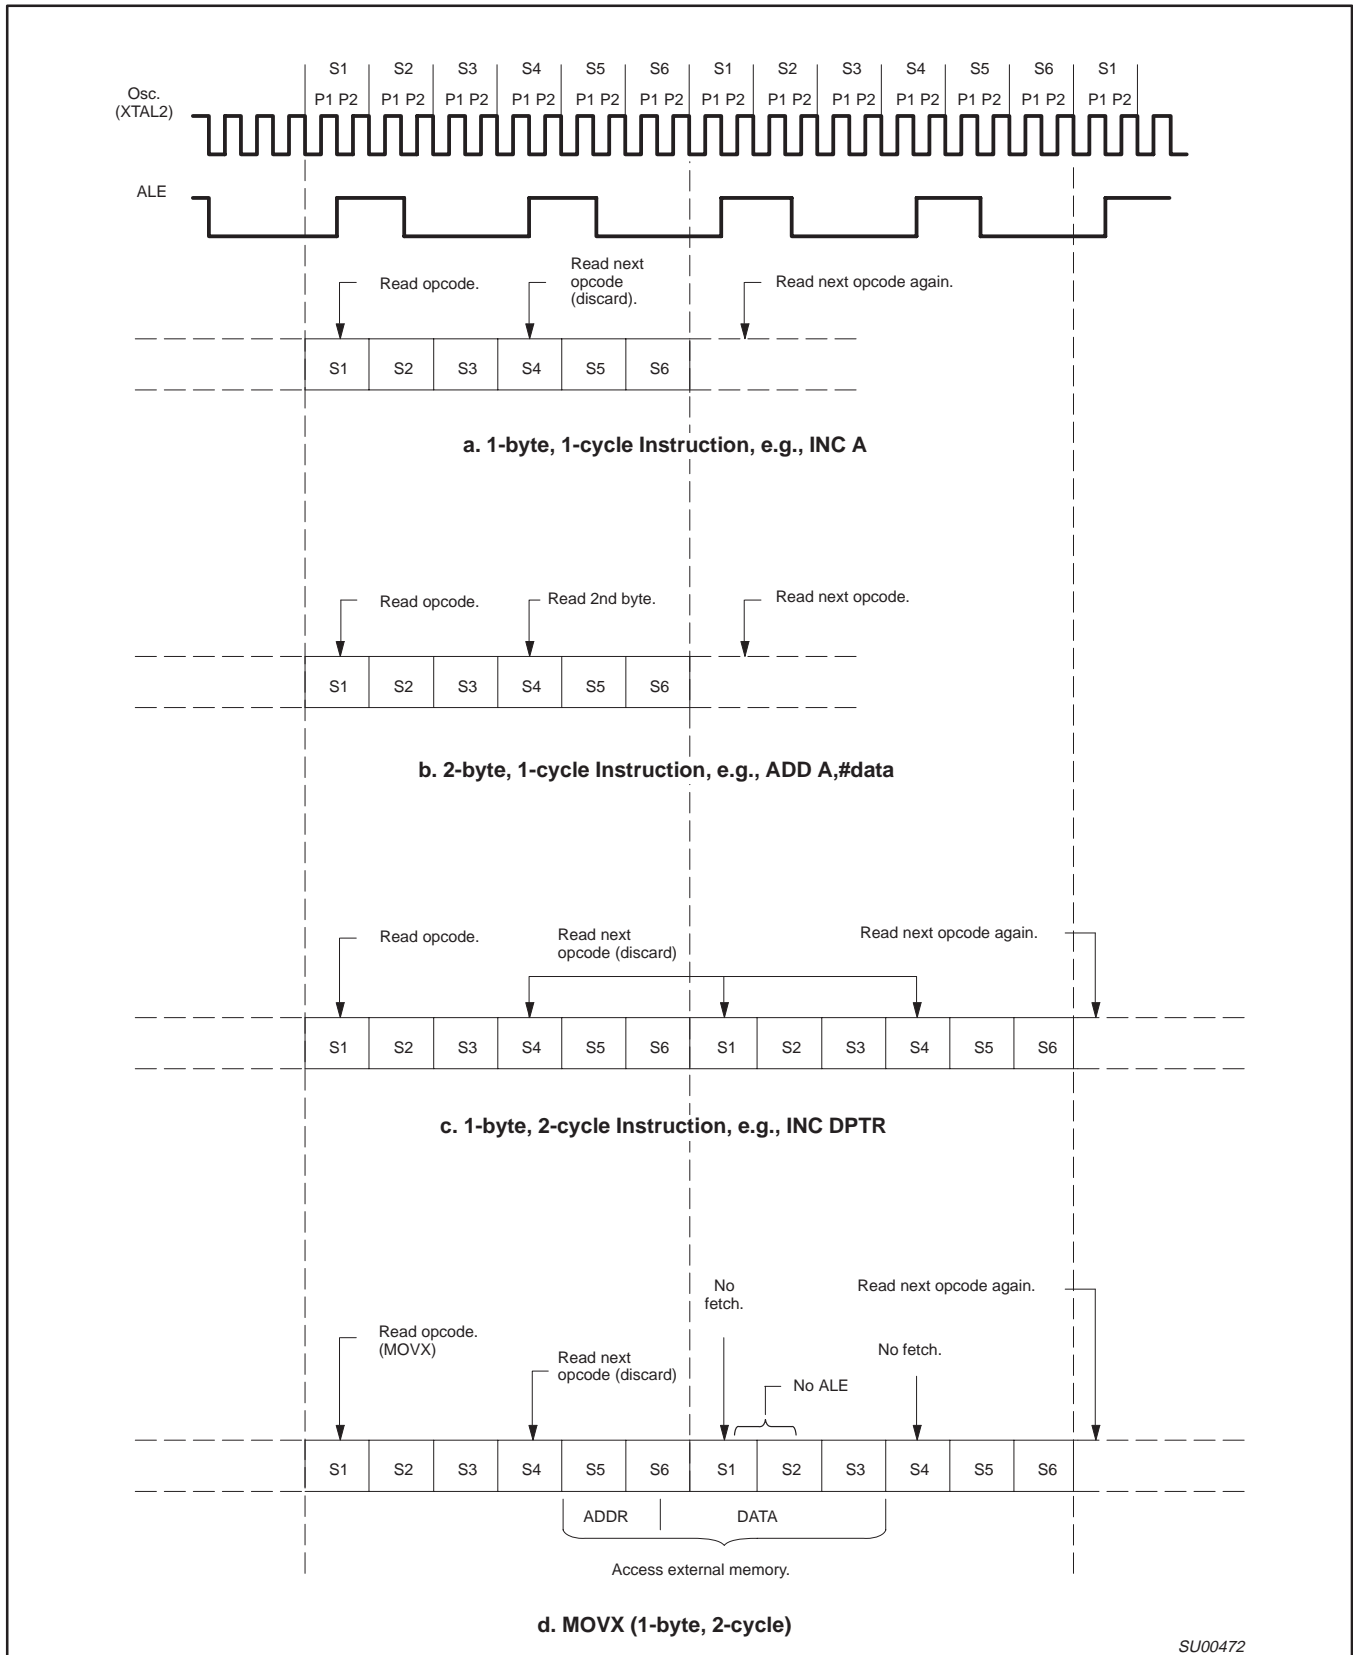 S1 S2 S3 S4 S5 S6 S1 S2 S3 S4 S5 S6 S1
Osc.
(XTAL2)
P1 P2 P1 P2 P1 P2 P1 P2 P1 P2 P1 P2 P1 P2 P1 P2 P1 P2 P1 P2 P1 P2 P1 P2 P1 P2
ALE
Read opcode.
Read next
opcode
(discard).
Read next opcode again.
S1 S2 S3 S4 S5 S6
a. 1-byte, 1-cycle Instruction, e.g., INC A
Read opcode.
Read 2nd byte.
Read next opcode.
S1 S2 S3 S4 S5 S6
b. 2-byte, 1-cycle Instruction, e.g., ADD A,#data
Read opcode.
Read next
opcode (discard)
Read next opcode again.
S1 S2 S3 S4 S5 S6 S1 S2 S3 S4 S5 S6
c. 1-byte, 2-cycle Instruction, e.g., INC DPTR
Read opcode.
(MOVX)
Read next
opcode (discard)
No
fetch.
No ALE
No fetch.
Read next opcode again.
S1 S2 S3 S4 S5 S6 S1 S2 S3 S4 S5 S6
ADDR DATA
Access external memory.
d. MOVX (1-byte, 2-cycle)
SU00472